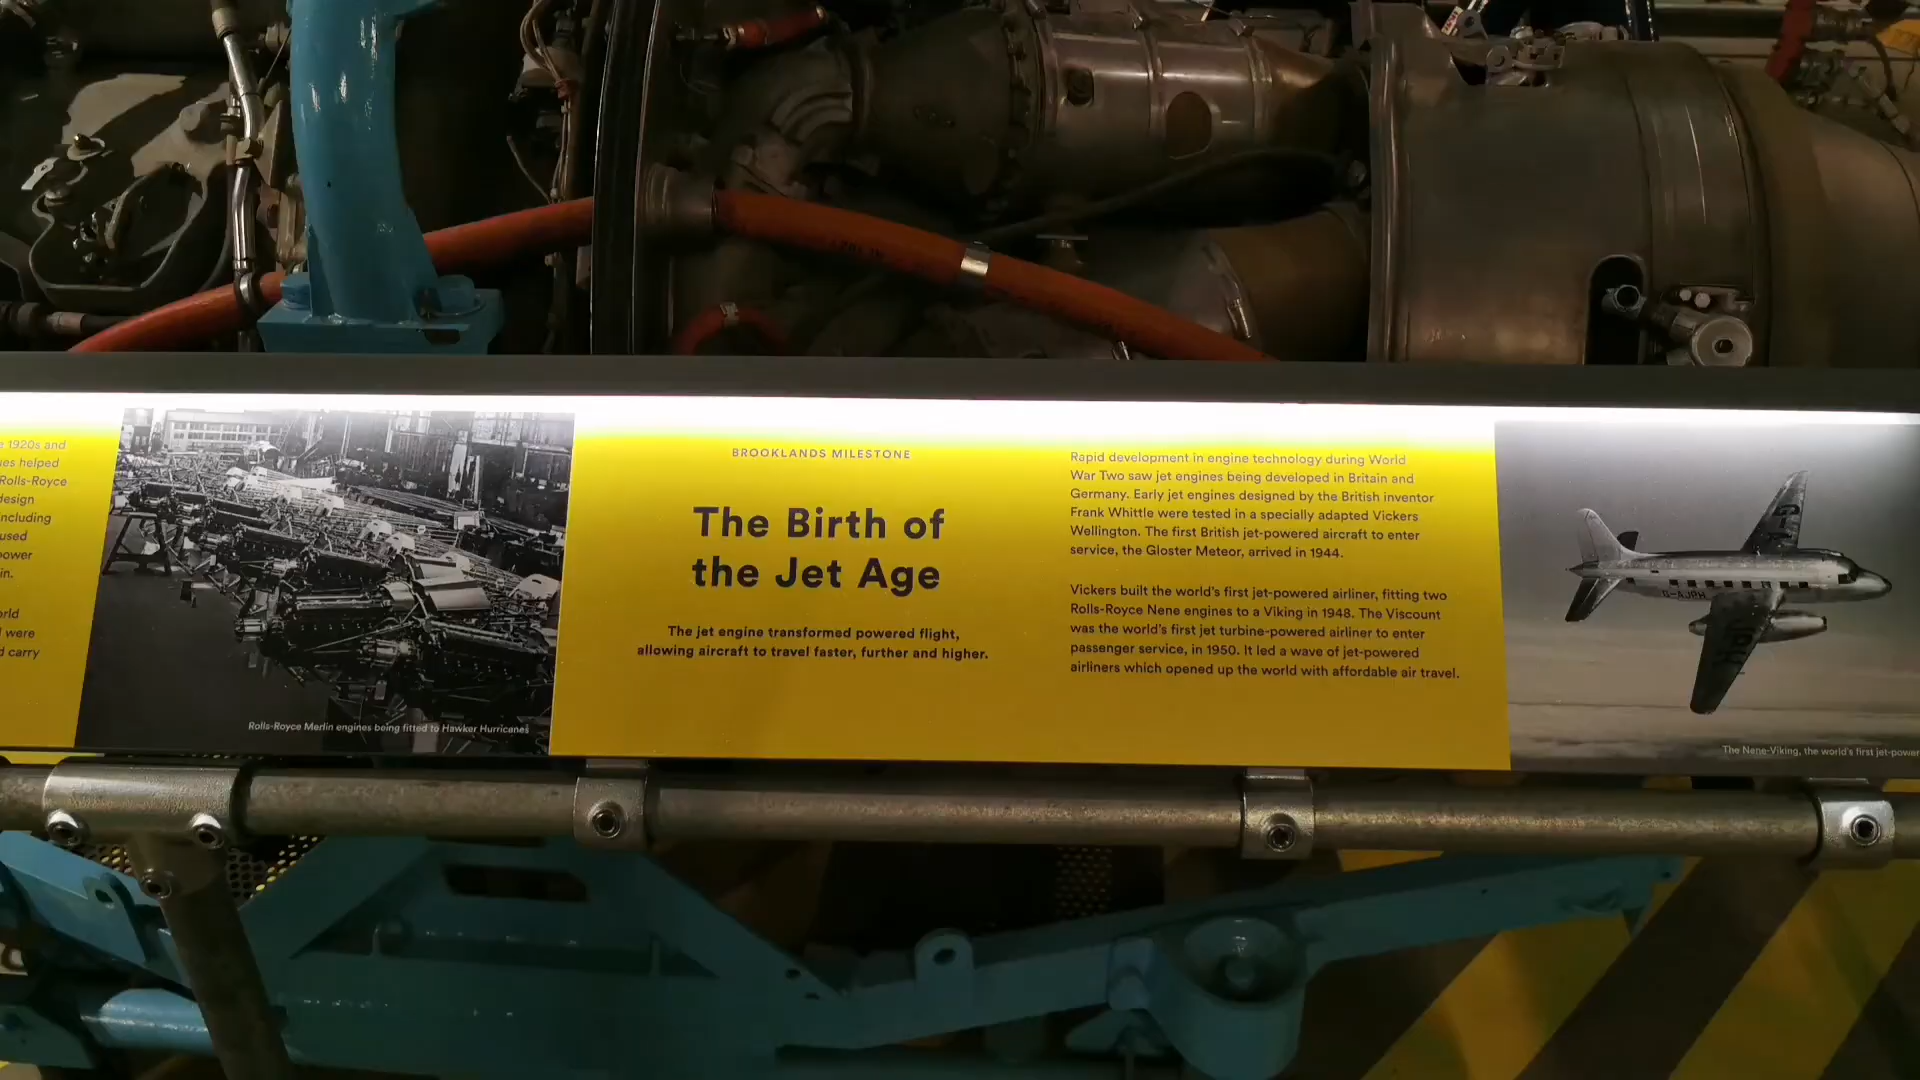 e 1920s and
ues helped
Rolls-Royce
design
including
used
power
in.
orld
d were
d carry
Rolls-Royce Merlin engines being fitted to Hawker Hurricanes
BROOKLANDS MILESTONE
The Birth of
the Jet Age
The jet engine transformed powered flight,
allowing aircraft to travel faster, further and higher.
Rapid development in engine technology during World
War Two saw jet engines being developed in Britain and
Germany. Early jet engines designed by the British inventor
Frank Whittle were tested in a specially adapted Vickers
Wellington. The first British jet-powered aircraft to enter
service, the Gloster Meteor, arrived in 1944.
Vickers built the world's first jet-powered airliner, fitting two
Rolls-Royce Nene engines to a Viking in 1948. The Viscount
was the world's first jet turbine-powered airliner to enter
passenger service, in 1950. It led a wave of jet-powered
airliners which opened up the world with affordable air travel.
G-AJPH
The Nene-Viking, the world's first jet-power